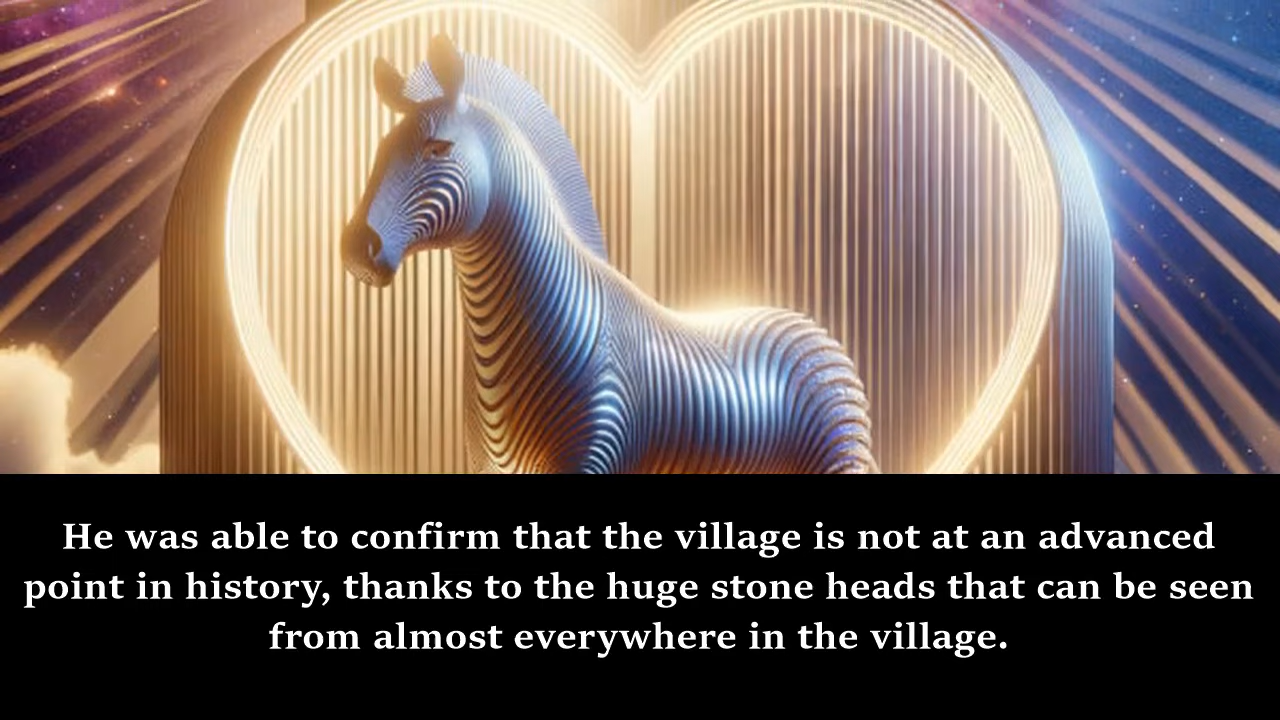 He was able to confirm that the village is not at an advanced
point in history, thanks to the huge stone heads that can be seen
from almost everywhere in the village.